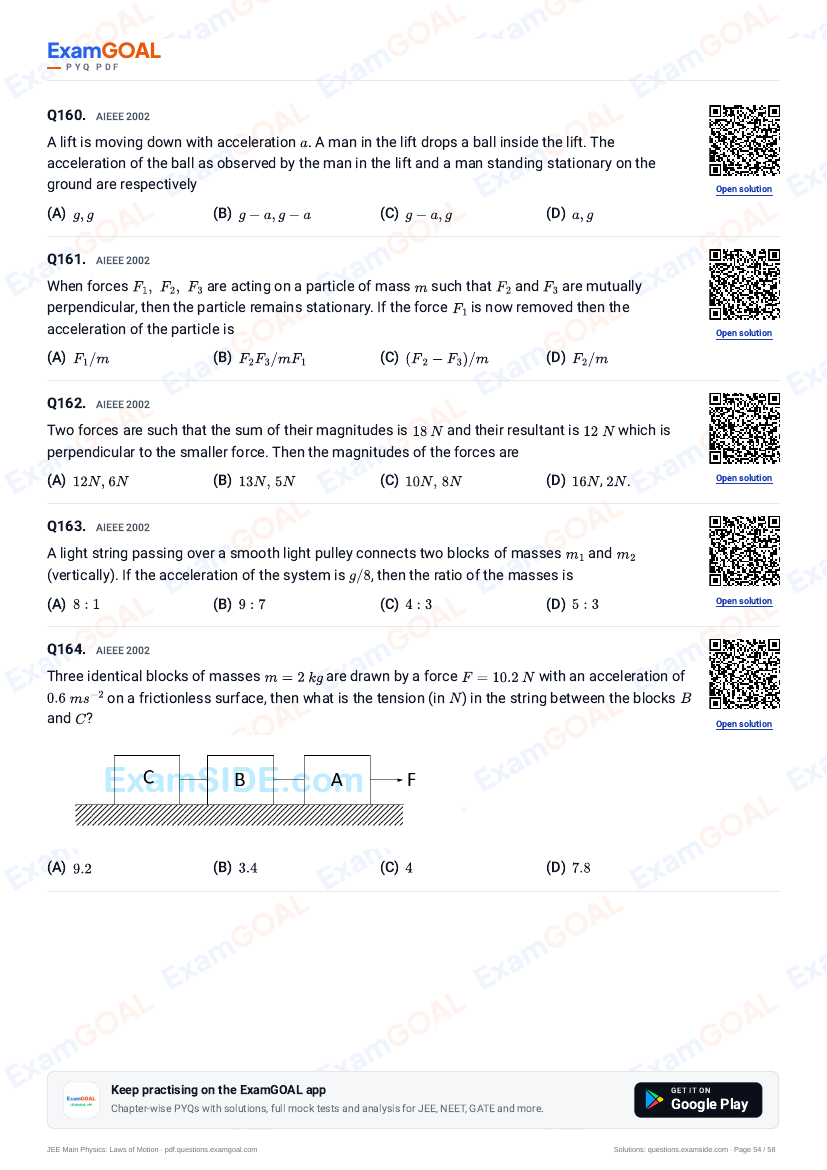 ExamGOAL
PYQ PDF
Q160. AIEEE 2002
A lift is moving down with acceleration a. A man in the lift drops a ball inside the lift. The
acceleration of the ball as observed by the man in the lift and a man standing stationary on the
ground are respectively
(A) g, g (B) g − a, g − a (C) g − a, g (D) a, g
Open solution
Q161. AIEEE 2002
When forces F₁, F₂, F₃ are acting on a particle of mass m such that F₂ and F₃ are mutually
perpendicular, then the particle remains stationary. If the force F₁ is now removed then the
acceleration of the particle is
(A) F₁/m (B) F₂F₃/mF₁ (C) (F₂ − F₃)/m (D) F₂/m
Open solution
Q162. AIEEE 2002
Two forces are such that the sum of their magnitudes is 18 N and their resultant is 12 N which is
perpendicular to the smaller force. Then the magnitudes of the forces are
(A) 12N, 6N (B) 13N, 5N (C) 10N, 8N (D) 16N, 2N.
Open solution
Q163. AIEEE 2002
A light string passing over a smooth light pulley connects two blocks of masses m₁ and m₂
(vertically). If the acceleration of the system is g/8, then the ratio of the masses is
(A) 8 : 1 (B) 9 : 7 (C) 4 : 3 (D) 5 : 3
Open solution
Q164. AIEEE 2002
Three identical blocks of masses m = 2 kg are drawn by a force F = 10.2 N with an acceleration of
0.6 ms⁻² on a frictionless surface, then what is the tension (in N) in the string between the blocks B
and C?
Open solution
C B A F
ExamSIDE.com
(A) 9.2 (B) 3.4 (C) 4 (D) 7.8
Keep practising on the ExamGOAL app
Chapter-wise PYQs with solutions, full mock tests and analysis for JEE, NEET, GATE and more.
ExamGOAL
GET IT ON
Google Play
JEE Main Physics: Laws of Motion · pdf.questions.examgoal.com
Solutions: questions.examside.com · Page 54 / 58